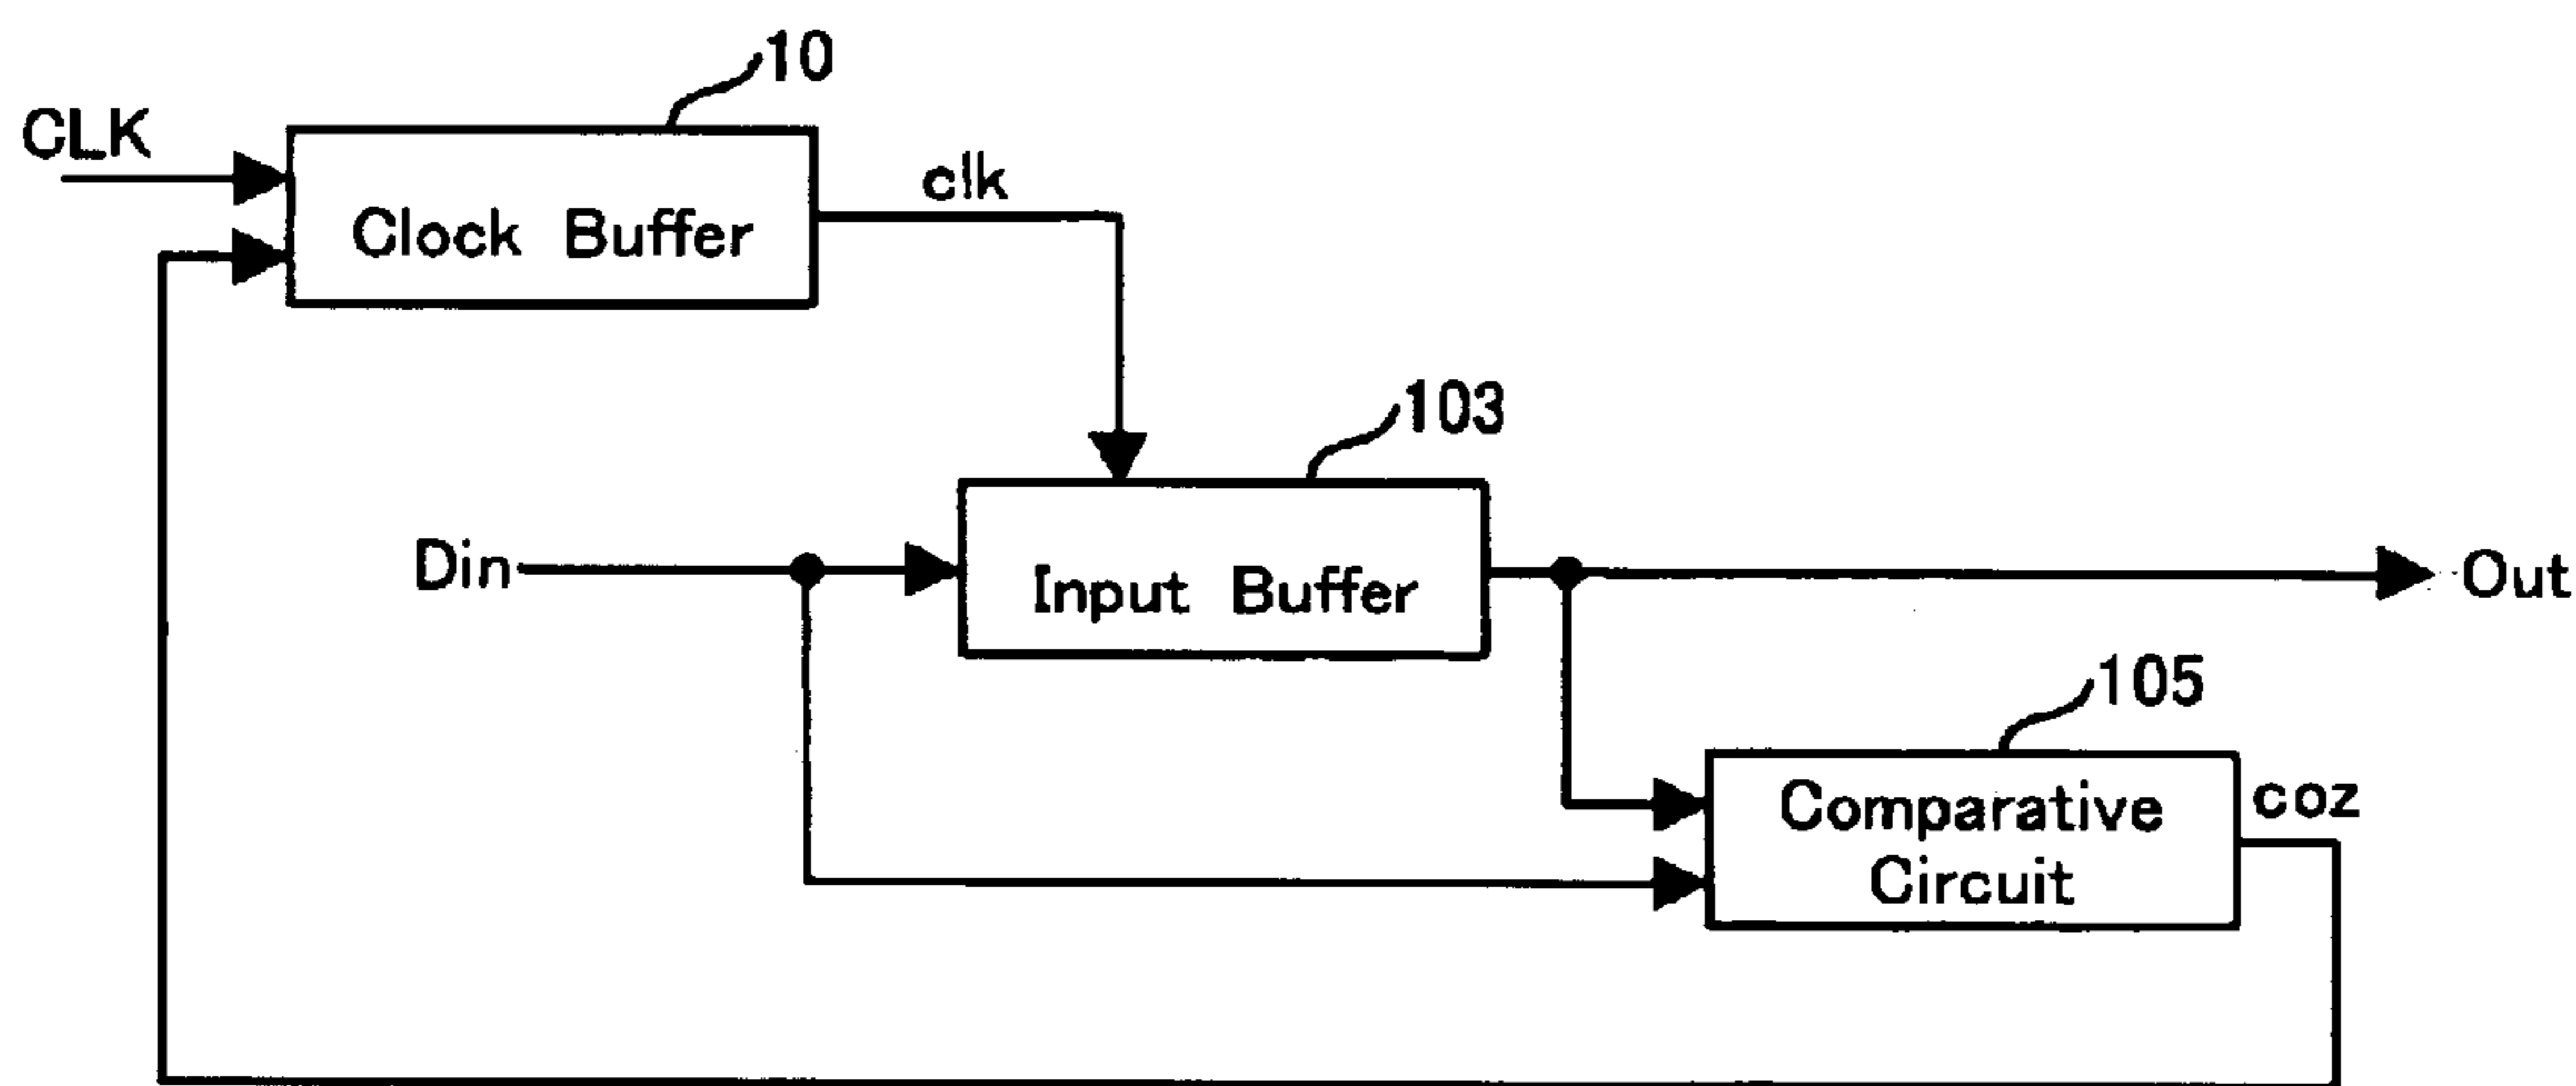 10
CLK
clk
Clock Buffer
103
Din
Input Buffer
Out
105
Comparative
Circuit
coz